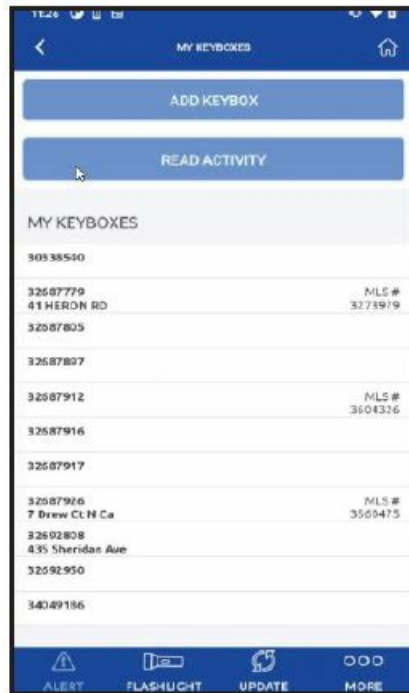 11:26
MY KEYBOXES
ADD KEYBOX
READ ACTIVITY
MY KEYBOXES
30338540
32687779 MLS #
41 HERON RD 3273979
32687805
32687897
32687912 MLS #
3604326
32687916
32687917
32687926 MLS #
7 Drew Ct N Ca 3560475
32692808
435 Sheridan Ave
32692950
34049186
ALERT FLASHLIGHT UPDATE MORE